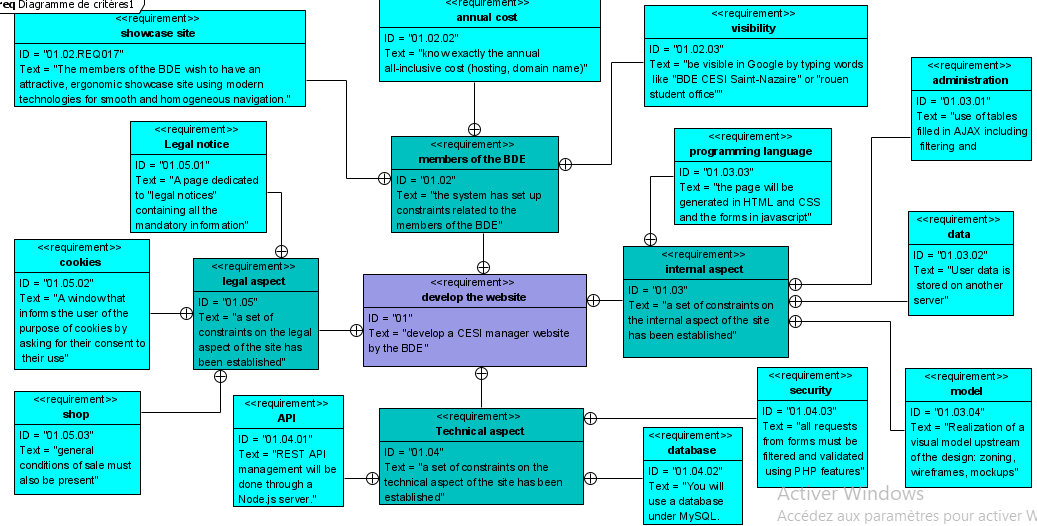 req Diagramme de critères1
<<requirement>>
showcase site
ID = "01.02.REQ017"
Text = "The members of the BDE wish to have an
attractive, ergonomic showcase site using modern
technologies for smooth and homogeneous navigation."
<<requirement>>
annual cost
ID = "01.02.02"
Text = "know exactly the annual
all-inclusive cost (hosting, domain name)"
<<requirement>>
visibility
ID = "01.02.03"
Text = "be visible in Google by typing words
like "BDE CESI Saint-Nazaire" or "rouen
student office""
<<requirement>>
administration
ID = "01.03.01"
Text = "use of tables
filled in AJAX including
filtering and
<<requirement>>
Legal notice
ID = "01.05.01"
Text = "A page dedicated
to "legal notices"
containing all the
mandatory information"
<<requirement>>
members of the BDE
ID = "01.02"
Text = "the system has set up
constraints related to the
members of the BDE"
<<requirement>>
programming language
ID = "01.03.03"
Text = "the page will be
generated in HTML and CSS
and the forms in javascript"
<<requirement>>
data
ID = "01.03.02"
Text = "User data is
stored on another
server"
<<requirement>>
cookies
ID = "01.05.02"
Text = "A window that
informs the user of the
purpose of cookies by
asking for their consent to
their use"
<<requirement>>
legal aspect
ID = "01.05"
Text = "a set of
constraints on the legal
aspect of the site has
been established"
<<requirement>>
develop the website
ID = "01"
Text = "develop a CESI manager website
by the BDE"
<<requirement>>
internal aspect
ID = "01.03"
Text = "a set of constraints on
the internal aspect of the site
has been established"
<<requirement>>
shop
ID = "01.05.03"
Text = "general
conditions of sale must
also be present"
<<requirement>>
API
ID = "01.04.01"
Text = "REST API
management will be
done through a
Node.js server."
<<requirement>>
Technical aspect
ID = "01.04"
Text = "a set of constraints on the
technical aspect of the site has been
established"
<<requirement>>
database
ID = "01.04.02"
Text = "You will
use a database
under MySQL.
<<requirement>>
security
ID = "01.04.03"
Text = "all requests
from forms must be
filtered and validated
using PHP features"
<<requirement>>
model
ID = "01.03.04"
Text = "Realization of a
visual model upstream
of the design: zoning,
wireframes, mockups"
Activer Windows
Accédez aux paramètres pour activer W